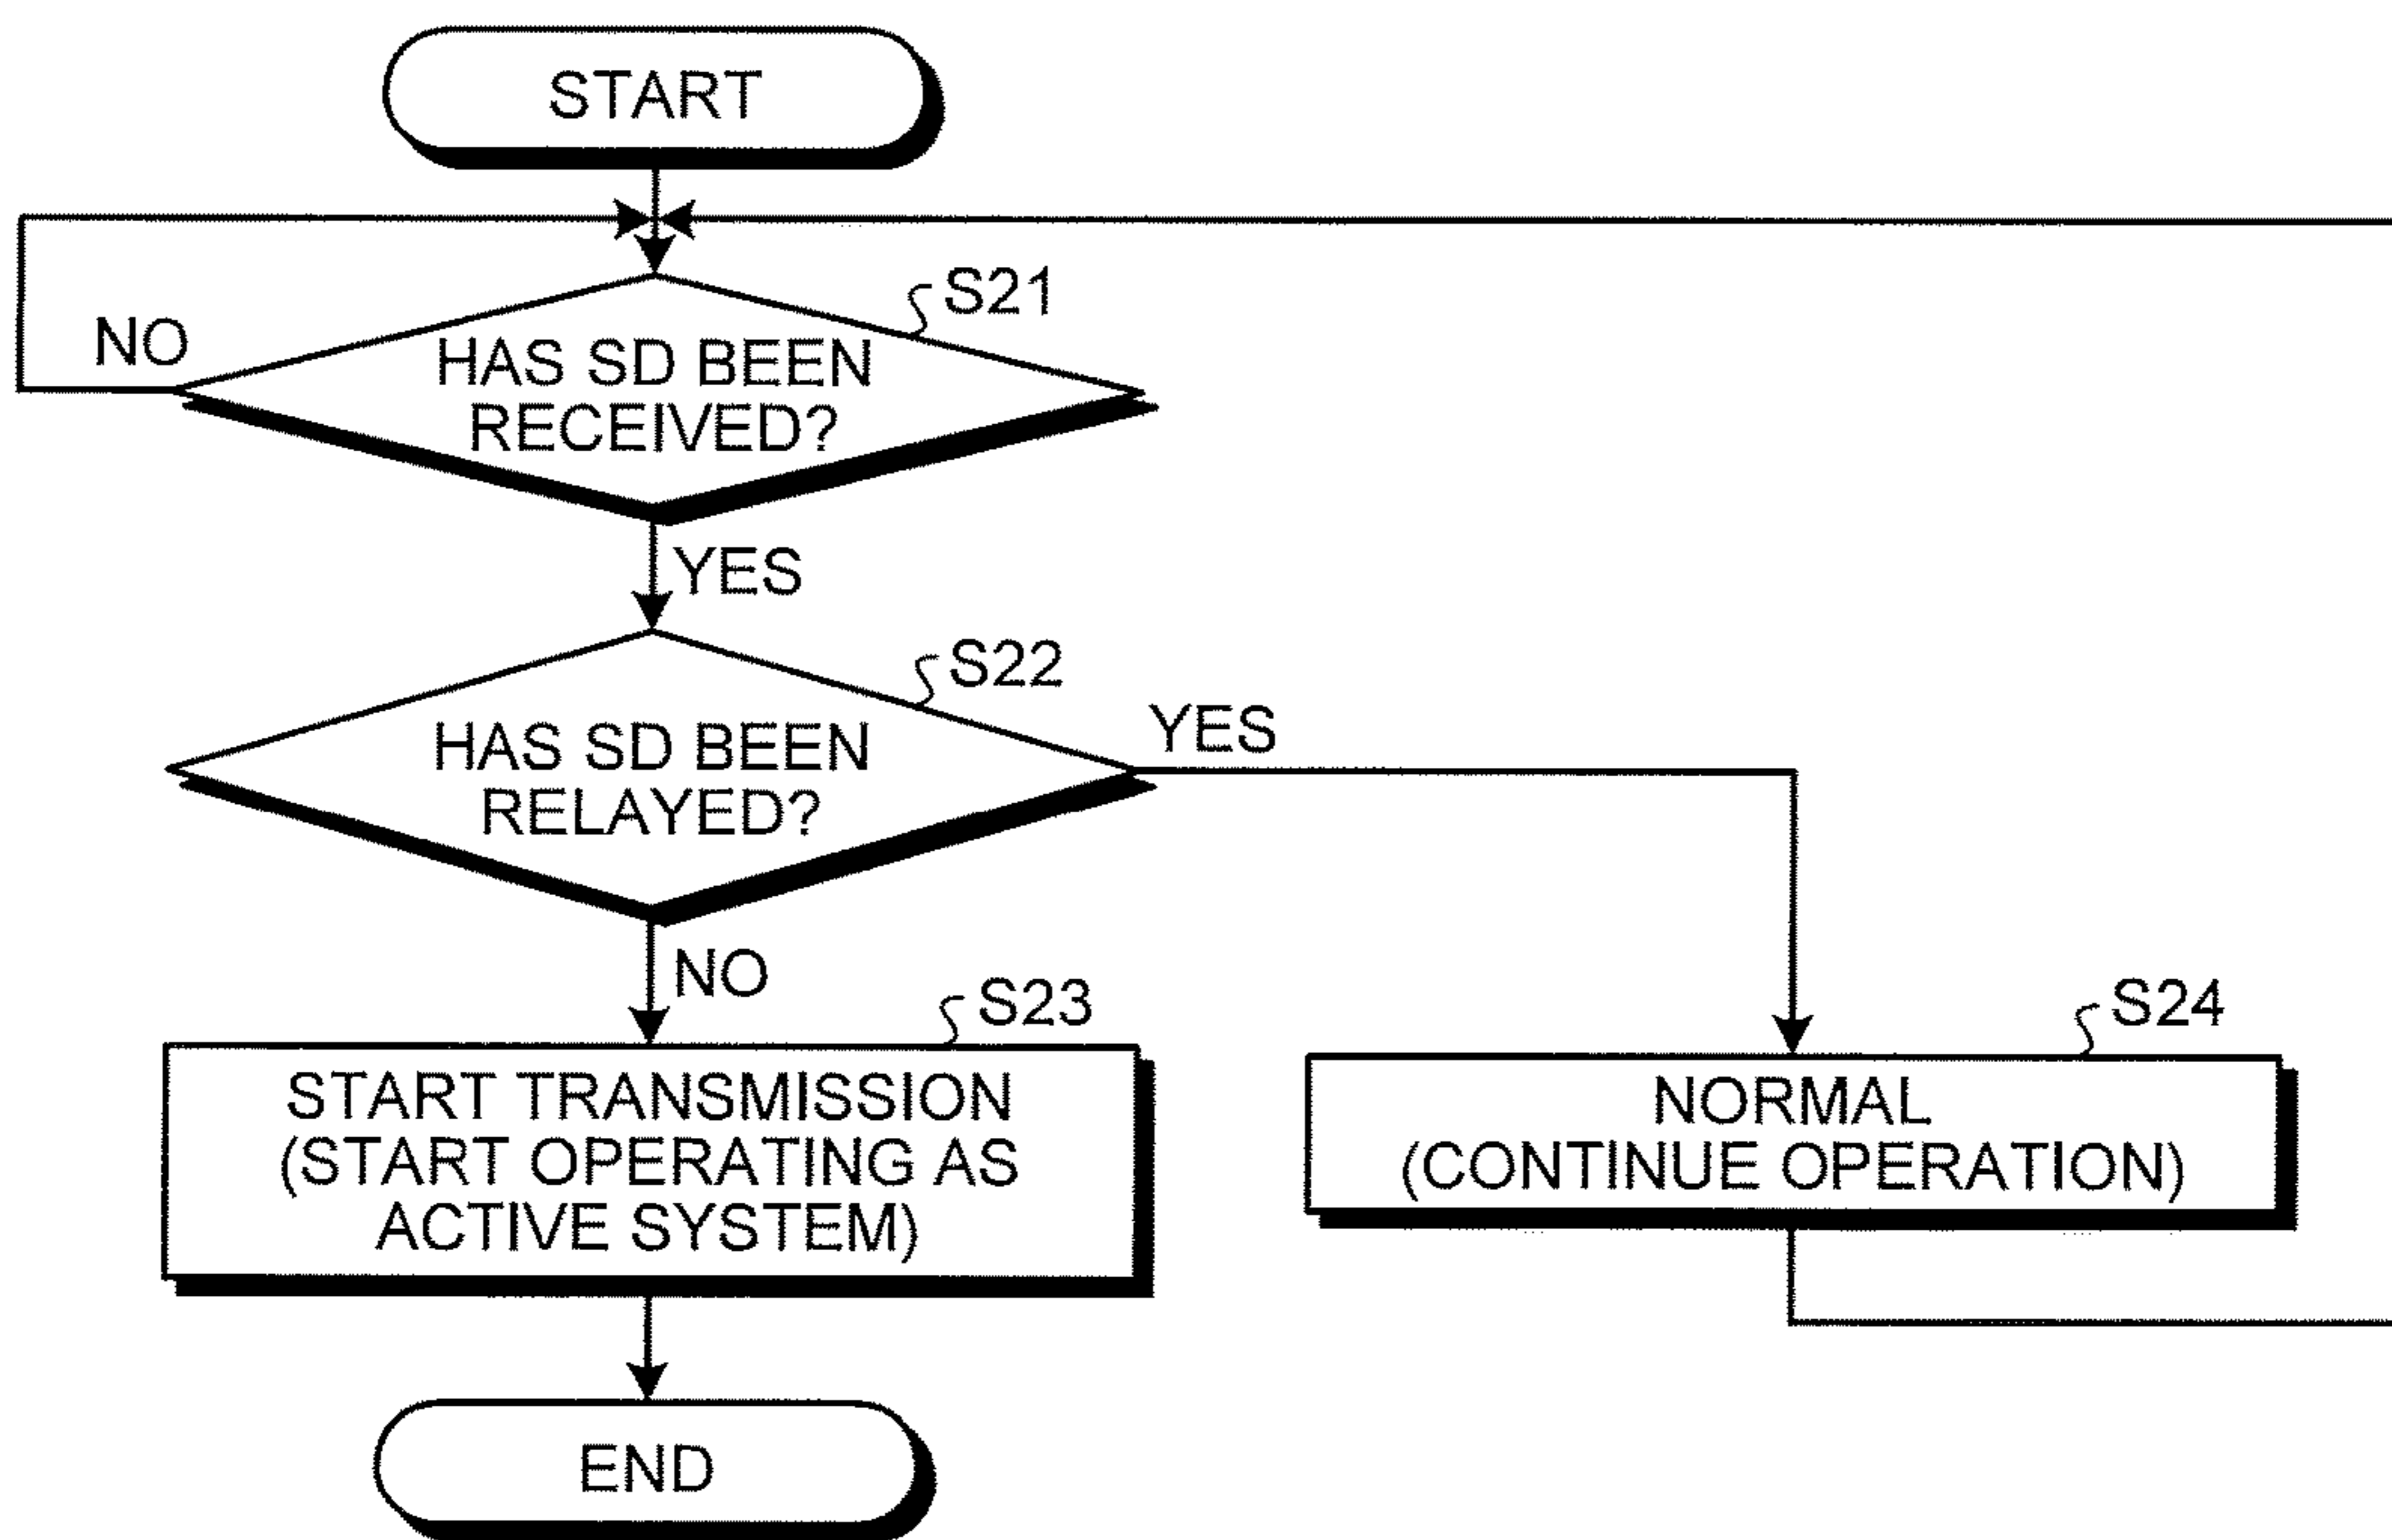 START
S21
NO
HAS SD BEEN
RECEIVED?
YES
S22
HAS SD BEEN
RELAYED?
YES
NO
S23
START TRANSMISSION
(START OPERATING AS
ACTIVE SYSTEM)
S24
NORMAL
(CONTINUE OPERATION)
END